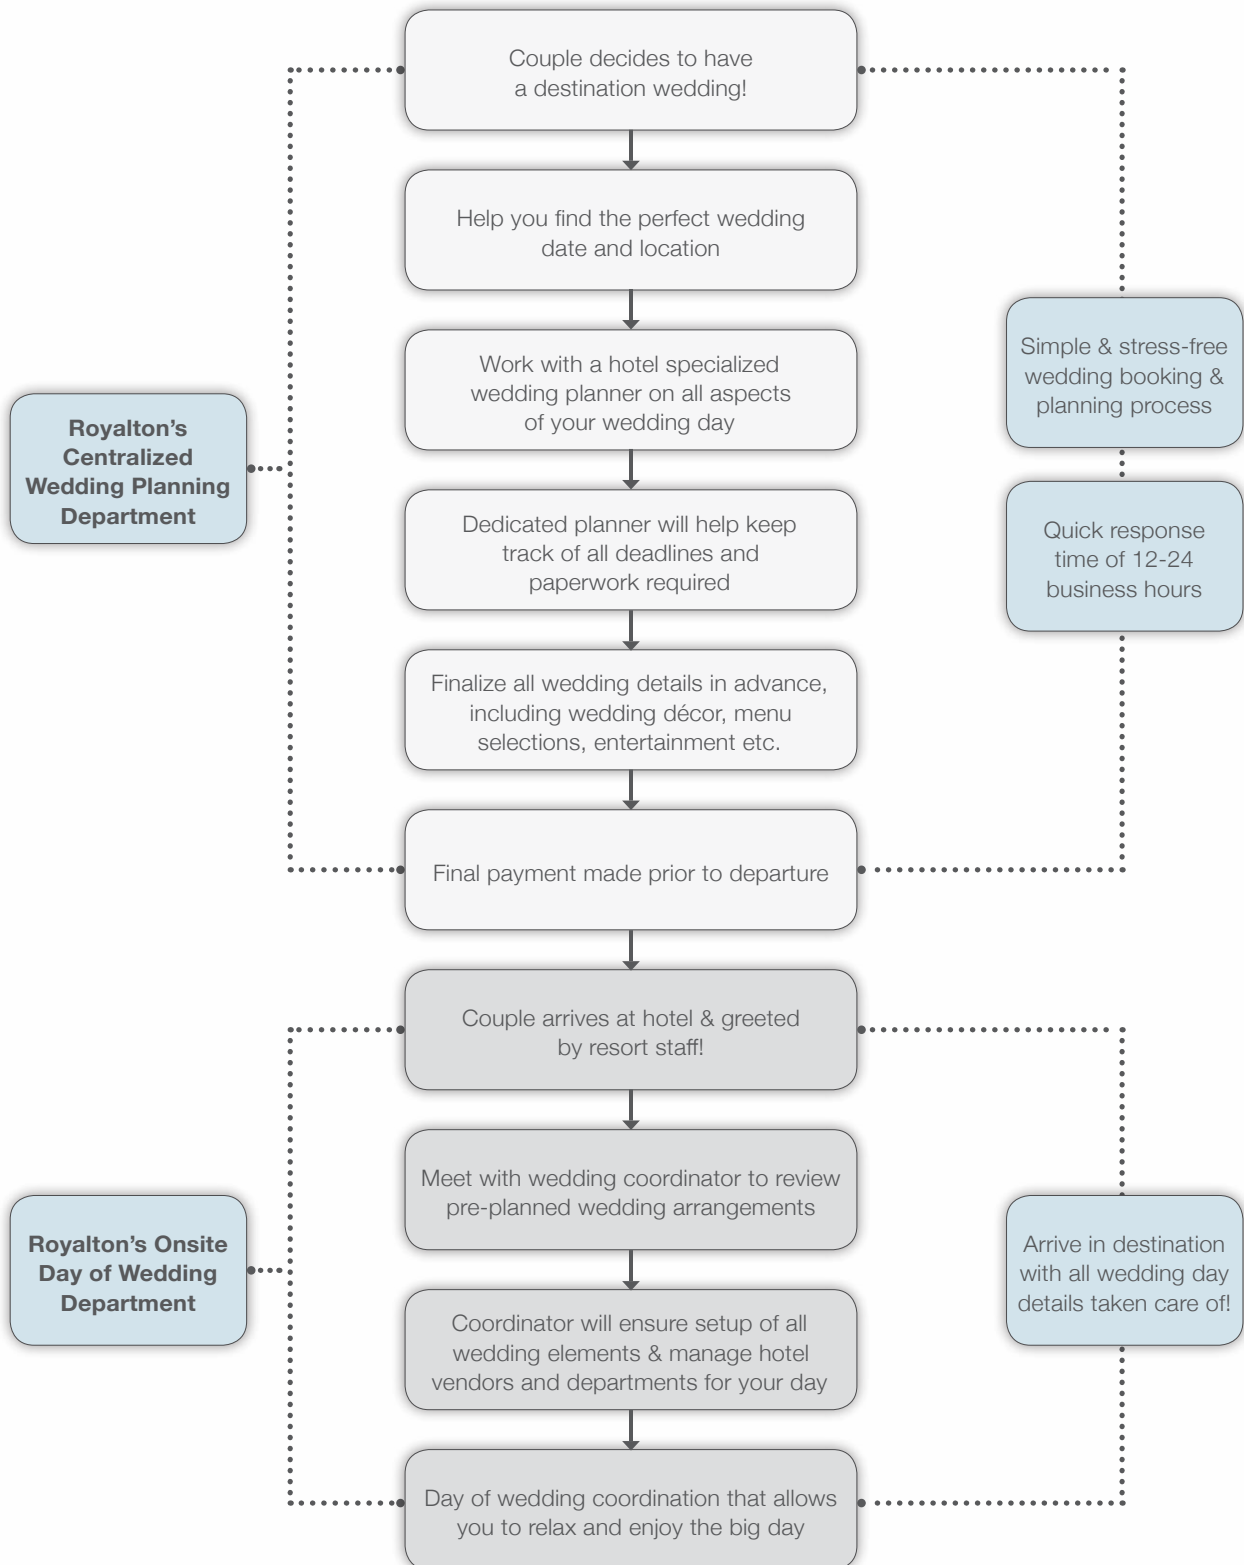 Couple decides to have
a destination wedding!
Help you find the perfect wedding
date and location
Work with a hotel specialized
wedding planner on all aspects
of your wedding day
Dedicated planner will help keep
track of all deadlines and
paperwork required
Finalize all wedding details in advance,
including wedding décor, menu
selections, entertainment etc.
Final payment made prior to departure
Royalton’s
Centralized
Wedding Planning
Department
Simple & stress-free
wedding booking &
planning process
Quick response
time of 12-24
business hours
Couple arrives at hotel & greeted
by resort staff!
Meet with wedding coordinator to review
pre-planned wedding arrangements
Coordinator will ensure setup of all
wedding elements & manage hotel
vendors and departments for your day
Day of wedding coordination that allows
you to relax and enjoy the big day
Royalton’s Onsite
Day of Wedding
Department
Arrive in destination
with all wedding day
details taken care of!